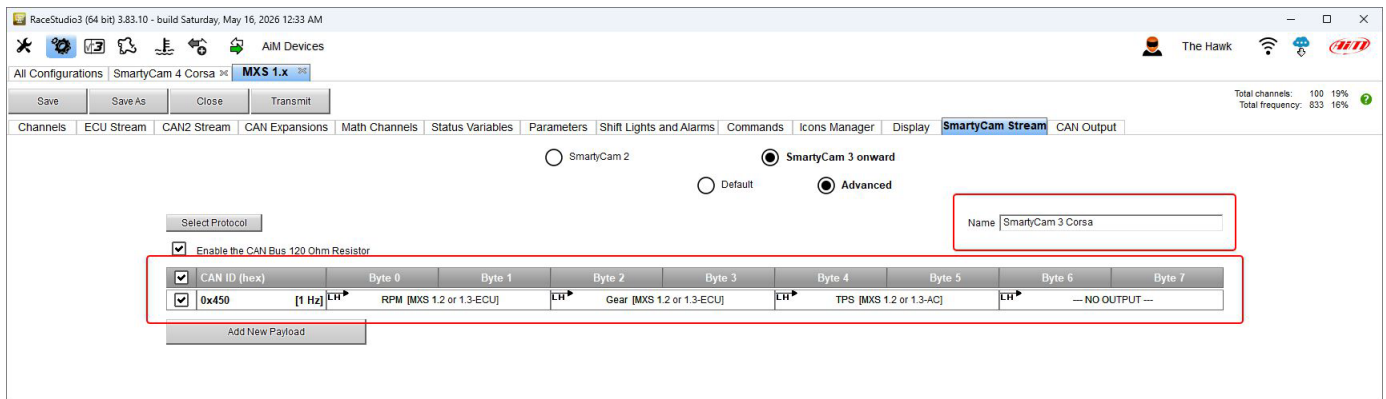 RaceStudio3 (64 bit) 3.83.10 - build Saturday, May 16, 2026 12:33 AM
AiM Devices The Hawk AiM
All Configurations SmartyCam 4 Corsa MXS 1.x
Save Save As Close Transmit Total channels: 100 19%
Total frequency: 833 16%
Channels ECU Stream CAN2 Stream CAN Expansions Math Channels Status Variables Parameters Shift Lights and Alarms Commands Icons Manager Display SmartyCam Stream CAN Output
SmartyCam 2 SmartyCam 3 onward
Default Advanced
Select Protocol Name SmartyCam 3 Corsa
Enable the CAN Bus 120 Ohm Resistor
CAN ID (hex) Byte 0 Byte 1 Byte 2 Byte 3 Byte 4 Byte 5 Byte 6 Byte 7
0x450 [1 Hz] LH RPM [MXS 1.2 or 1.3-ECU] LH Gear [MXS 1.2 or 1.3-ECU] LH TPS [MXS 1.2 or 1.3-AC] LH --- NO OUTPUT ---
Add New Payload